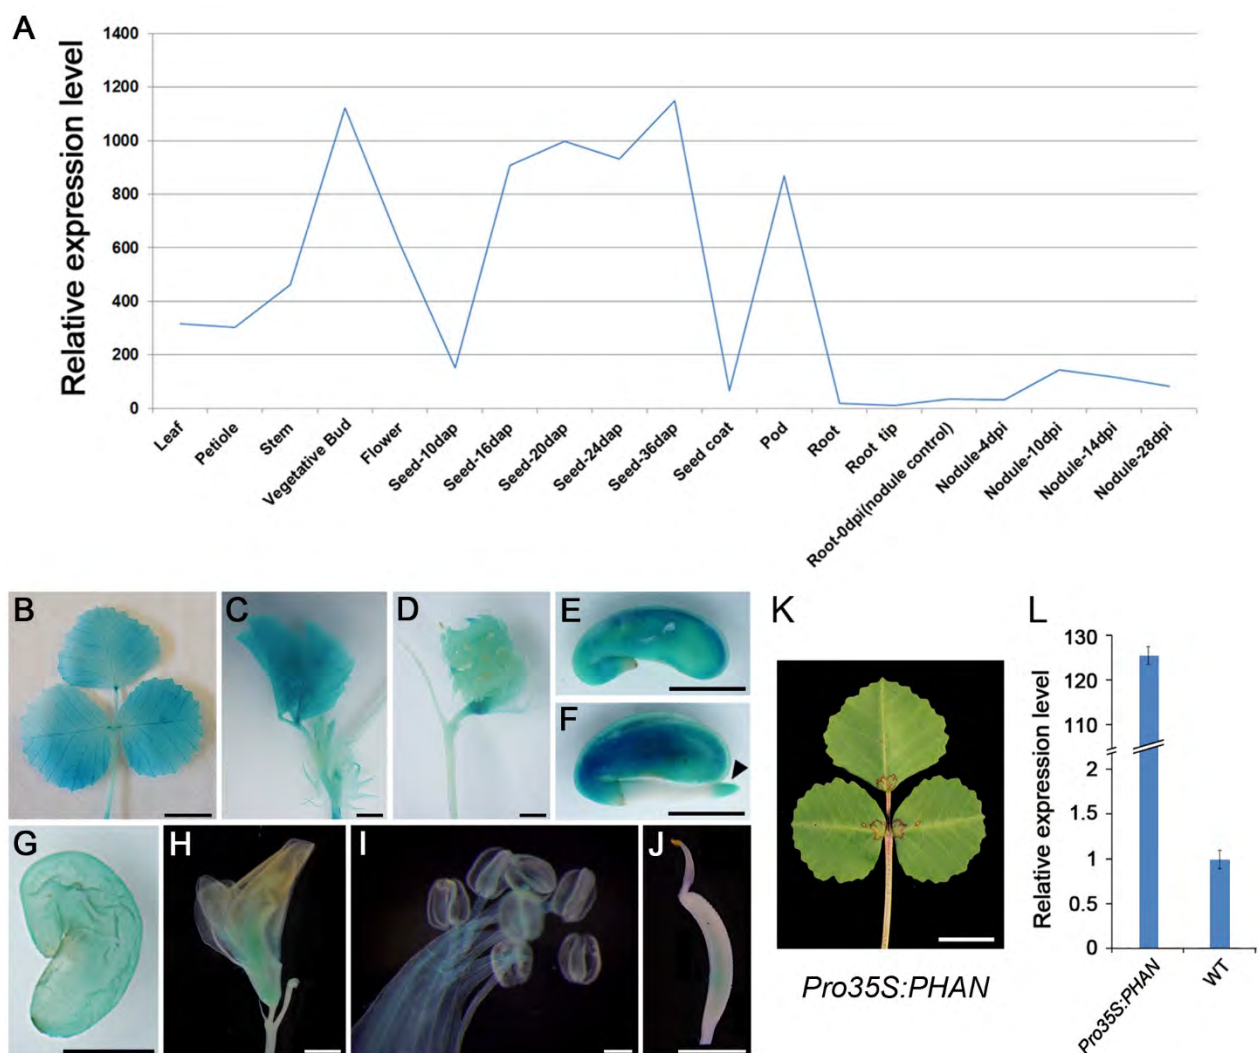 A
Relative expression level
1400
1200
1000
800
600
400
200
0
Leaf
Petiole
Stem
Vegetative Bud
Flower
Seed-10dap
Seed-16dap
Seed-20dap
Seed-24dap
Seed-36dap
Seed coat
Pod
Root
Root tip
Root-0dpi(nodule control)
Nodule-4dpi
Nodule-10dpi
Nodule-14dpi
Nodule-28dpi
B
C
D
E
F
G
H
I
J
K
Pro35S:PHAN
L
Relative expression level
130
120
110
2
1.5
1
0.5
0
Pro35S:PHAN
WT